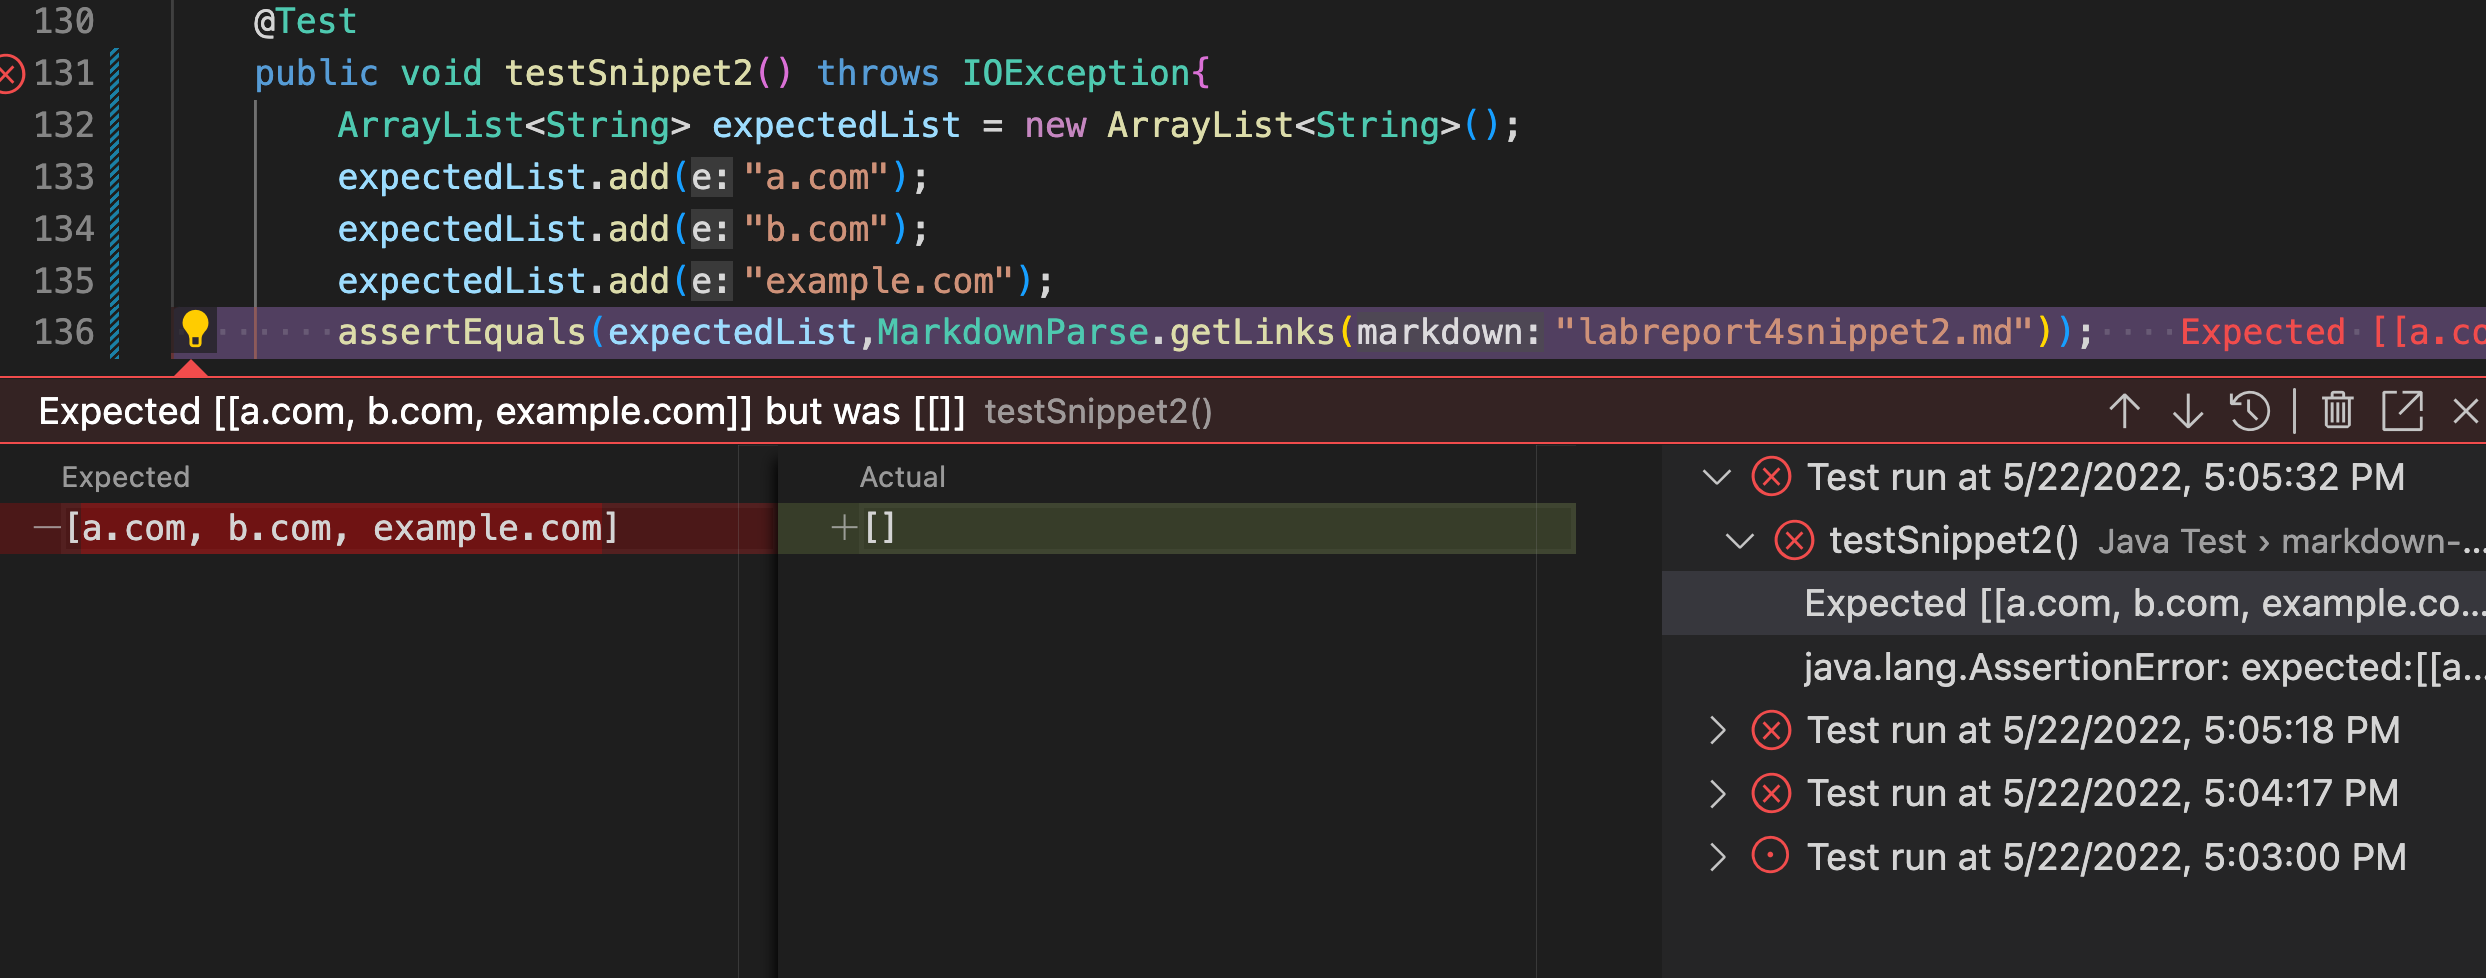 130 @Test
131 public void testSnippet2() throws IOException{
132 ArrayList<String> expectedList = new ArrayList<String>();
133 expectedList.add(e: "a.com");
134 expectedList.add(e: "b.com");
135 expectedList.add(e: "example.com");
136 assertEquals(expectedList,MarkdownParse.getLinks(markdown: "labreport4snippet2.md")); Expected [[a.co
Expected [[a.com, b.com, example.com]] but was [[]] testSnippet2()
Expected
—[a.com, b.com, example.com]
Actual
+[]
Test run at 5/22/2022, 5:05:32 PM
testSnippet2() Java Test › markdown-...
Expected [[a.com, b.com, example.co...
java.lang.AssertionError: expected:[[a...
Test run at 5/22/2022, 5:05:18 PM
Test run at 5/22/2022, 5:04:17 PM
Test run at 5/22/2022, 5:03:00 PM